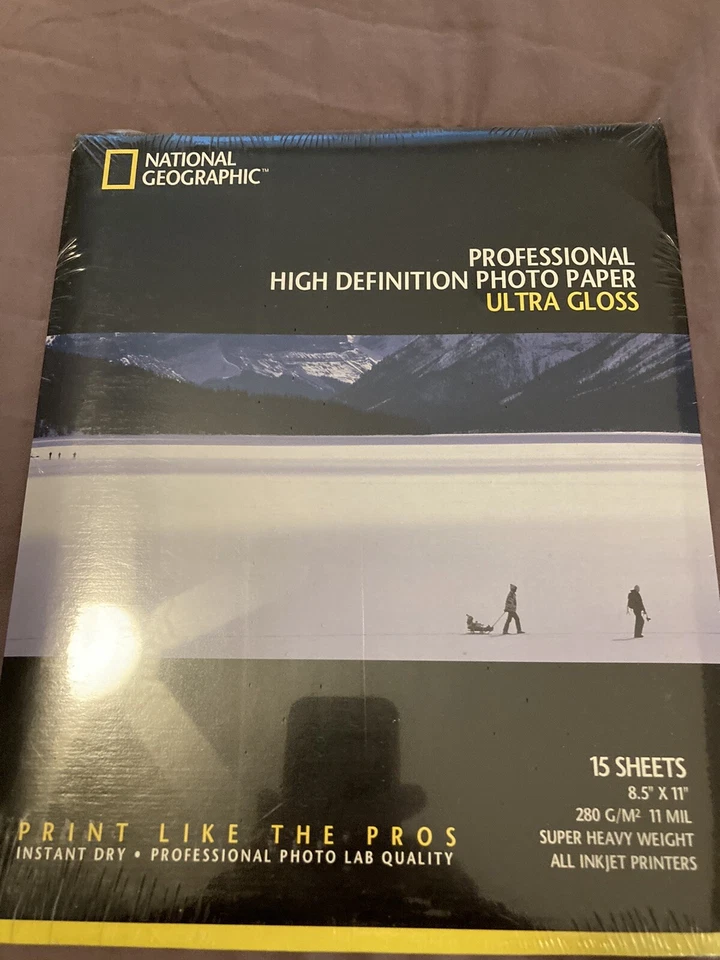 NATIONAL
GEOGRAPHIC™
PROFESSIONAL
HIGH DEFINITION PHOTO PAPER
ULTRA GLOSS
15 SHEETS
8.5" X 11"
280 G/M² 11 MIL
SUPER HEAVY WEIGHT
ALL INKJET PRINTERS
PRINT LIKE THE PROS
INSTANT DRY • PROFESSIONAL PHOTO LAB QUALITY